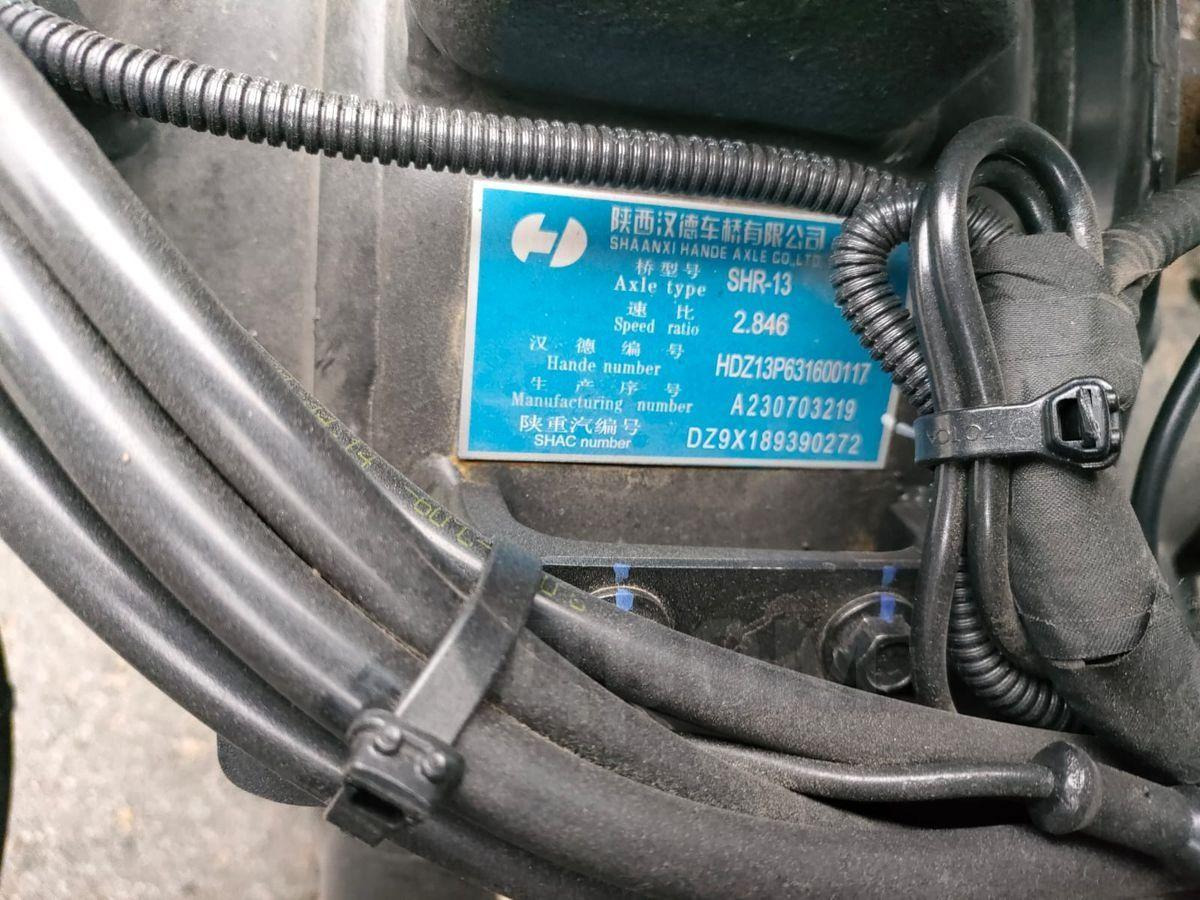 陕西汉德车桥有限公司
SHAANXI HANDE AXLE CO.,LTD.
桥型号
Axle type SHR-13
速比
Speed ratio 2.846
汉德编号
Hande number HDZ13P631600117
生产序号
Manufacturing number A230703219
陕重汽编号
SHAC number DZ9X189390272